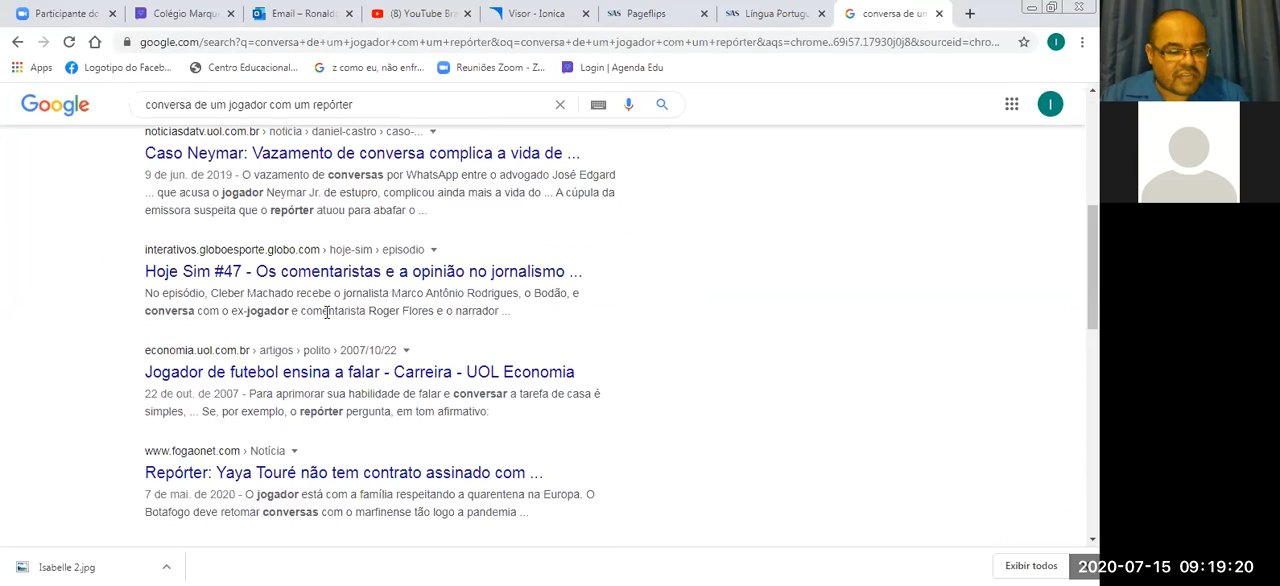 Participante do
Colégio Marqu
Email – Ronald
(8) YouTube Br
Visor - Ionica
Pageflips
Língua Portug
conversa de um
google.com/search?q=conversa+de+um+jogador+com+um+repórter&oq=conversa+de+um+jogador+com+um+repórter&aqs=chrome..69i57.17930j0j8&sourceid=chro...
Apps
Logotipo do Faceb...
Centro Educacional...
z como eu, não enfr...
Reuniões Zoom - Z...
Login | Agenda Edu
Google
conversa de um jogador com um repórter
noticiasdatv.uol.com.br › noticia › daniel-castro › caso-...
Caso Neymar: Vazamento de conversa complica a vida de ...
9 de jun. de 2019 - O vazamento de conversas por WhatsApp entre o advogado José Edgard
... que acusa o jogador Neymar Jr. de estupro, complicou ainda mais a vida do ... A cúpula da
emissora suspeita que o repórter atuou para abafar o ...
interativos.globoesporte.globo.com › hoje-sim › episodio
Hoje Sim #47 - Os comentaristas e a opinião no jornalismo ...
No episódio, Cleber Machado recebe o jornalista Marco Antônio Rodrigues, o Bodão, e
conversa com o ex-jogador e comentarista Roger Flores e o narrador ...
economia.uol.com.br › artigos › polito › 2007/10/22
Jogador de futebol ensina a falar - Carreira - UOL Economia
22 de out. de 2007 - Para aprimorar sua habilidade de falar e conversar a tarefa de casa é
simples, ... Se, por exemplo, o repórter pergunta, em tom afirmativo:
www.fogaonet.com › Notícia
Repórter: Yaya Touré não tem contrato assinado com ...
7 de mai. de 2020 - O jogador está com a família respeitando a quarentena na Europa. O
Botafogo deve retomar conversas com o marfinense tão logo a pandemia ...
Isabelle 2.jpg
Exibir todos
2020-07-15 09:19:20